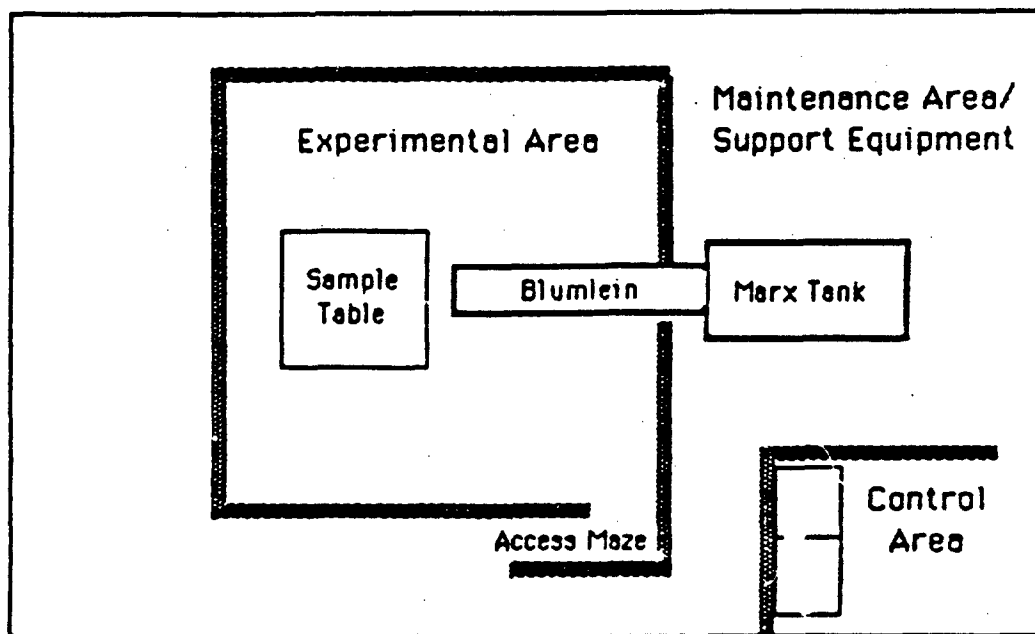 Experimental Area
Maintenance Area/
Support Equipment
Sample
Table
Blumlein
Marx Tank
Access Maze
Control
Area